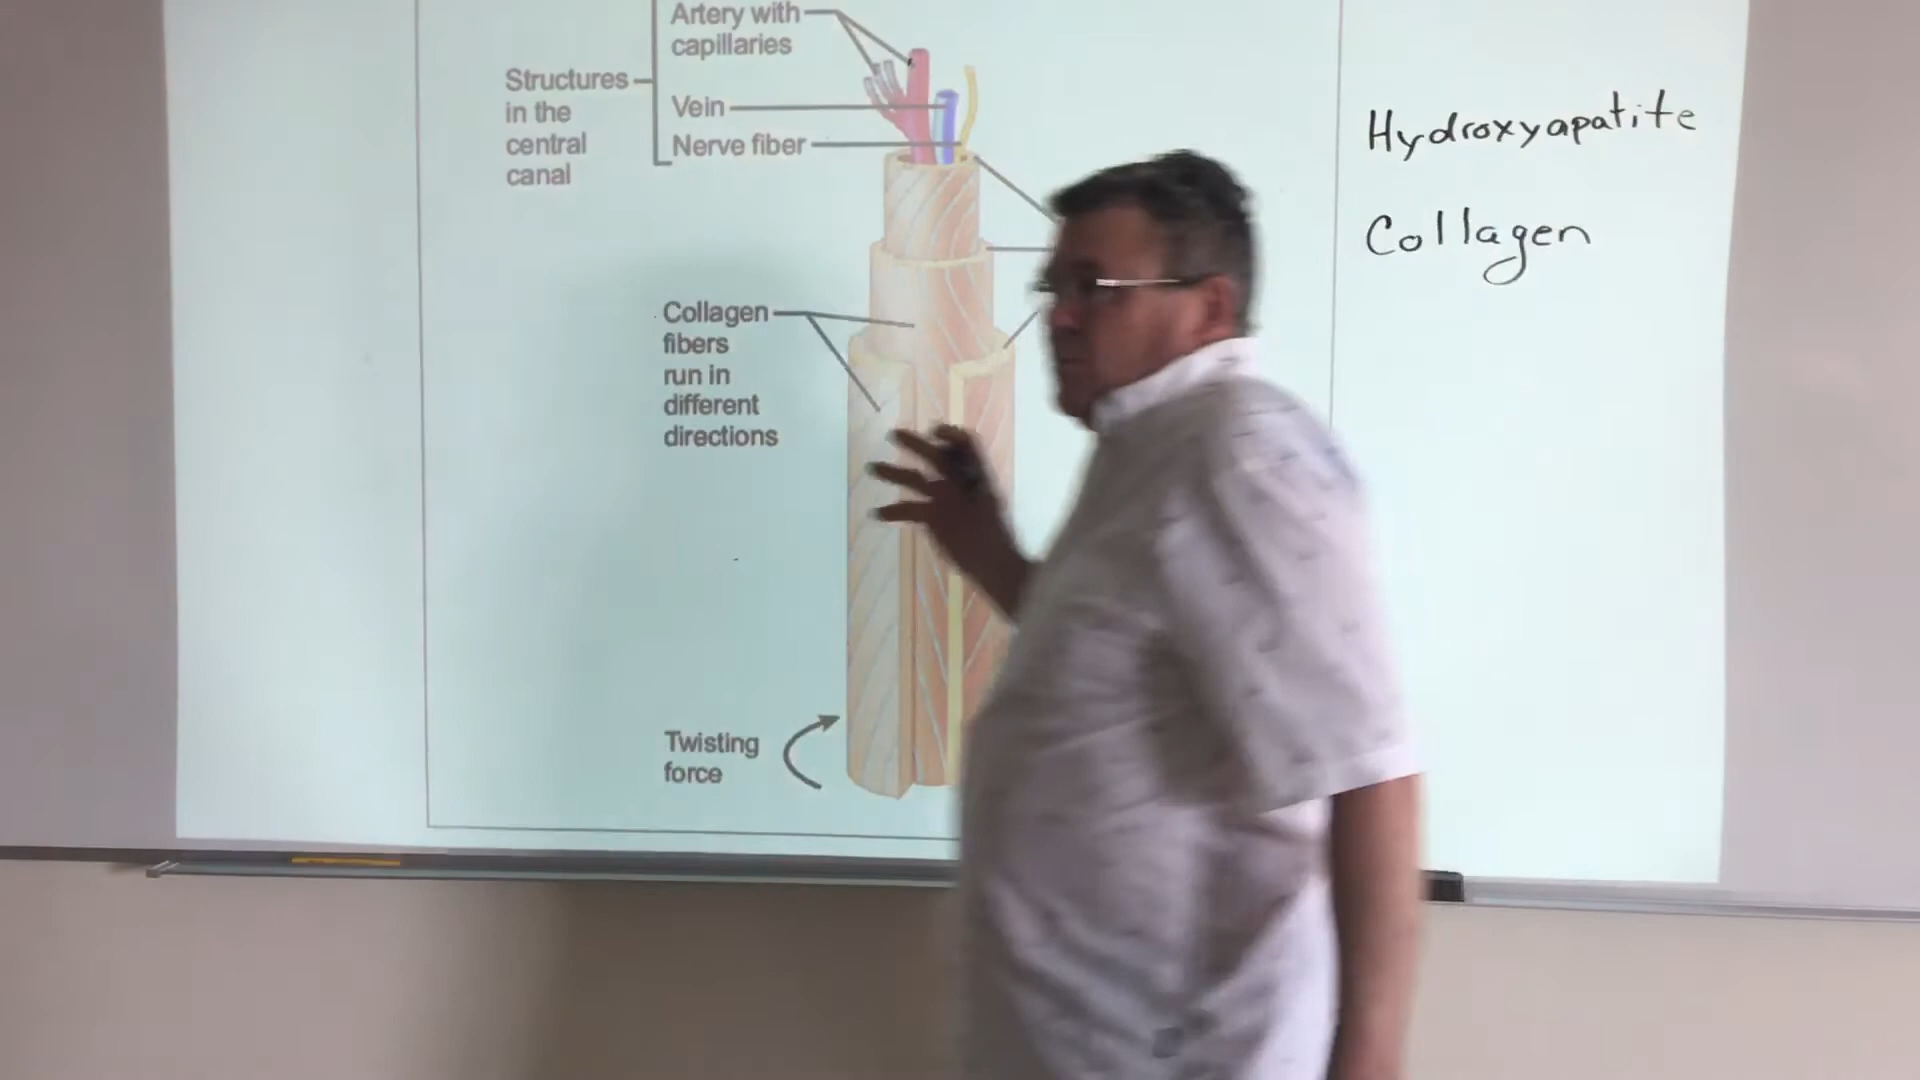 Artery with
capillaries
Structures
in the
central
canal
Vein
Nerve fiber
Collagen
fibers
run in
different
directions
Twisting
force
Hydroxyapatite
Collagen